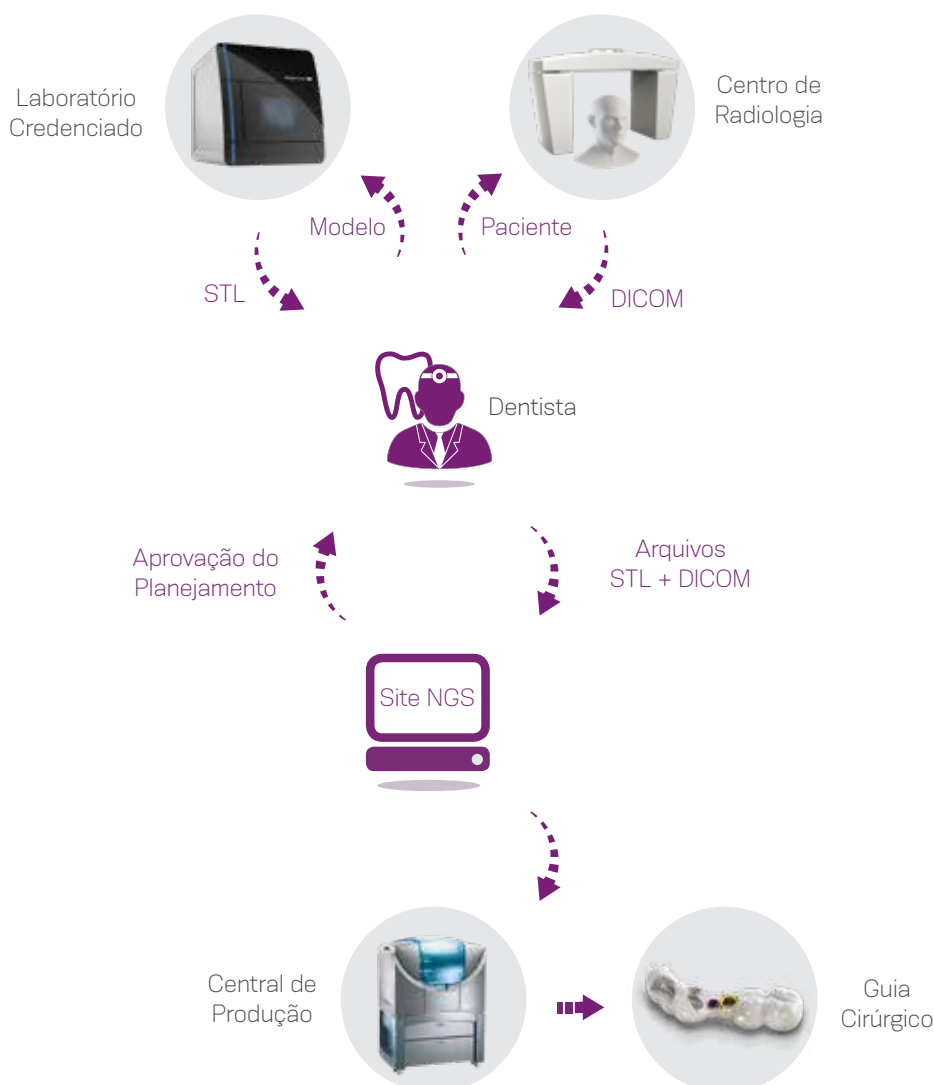 Laboratório
Credenciado
Centro de
Radiologia
Modelo
Paciente
STL
DICOM
Dentista
Aprovação do
Planejamento
Arquivos
STL + DICOM
Site NGS
Central de
Produção
Guia
Cirúrgico